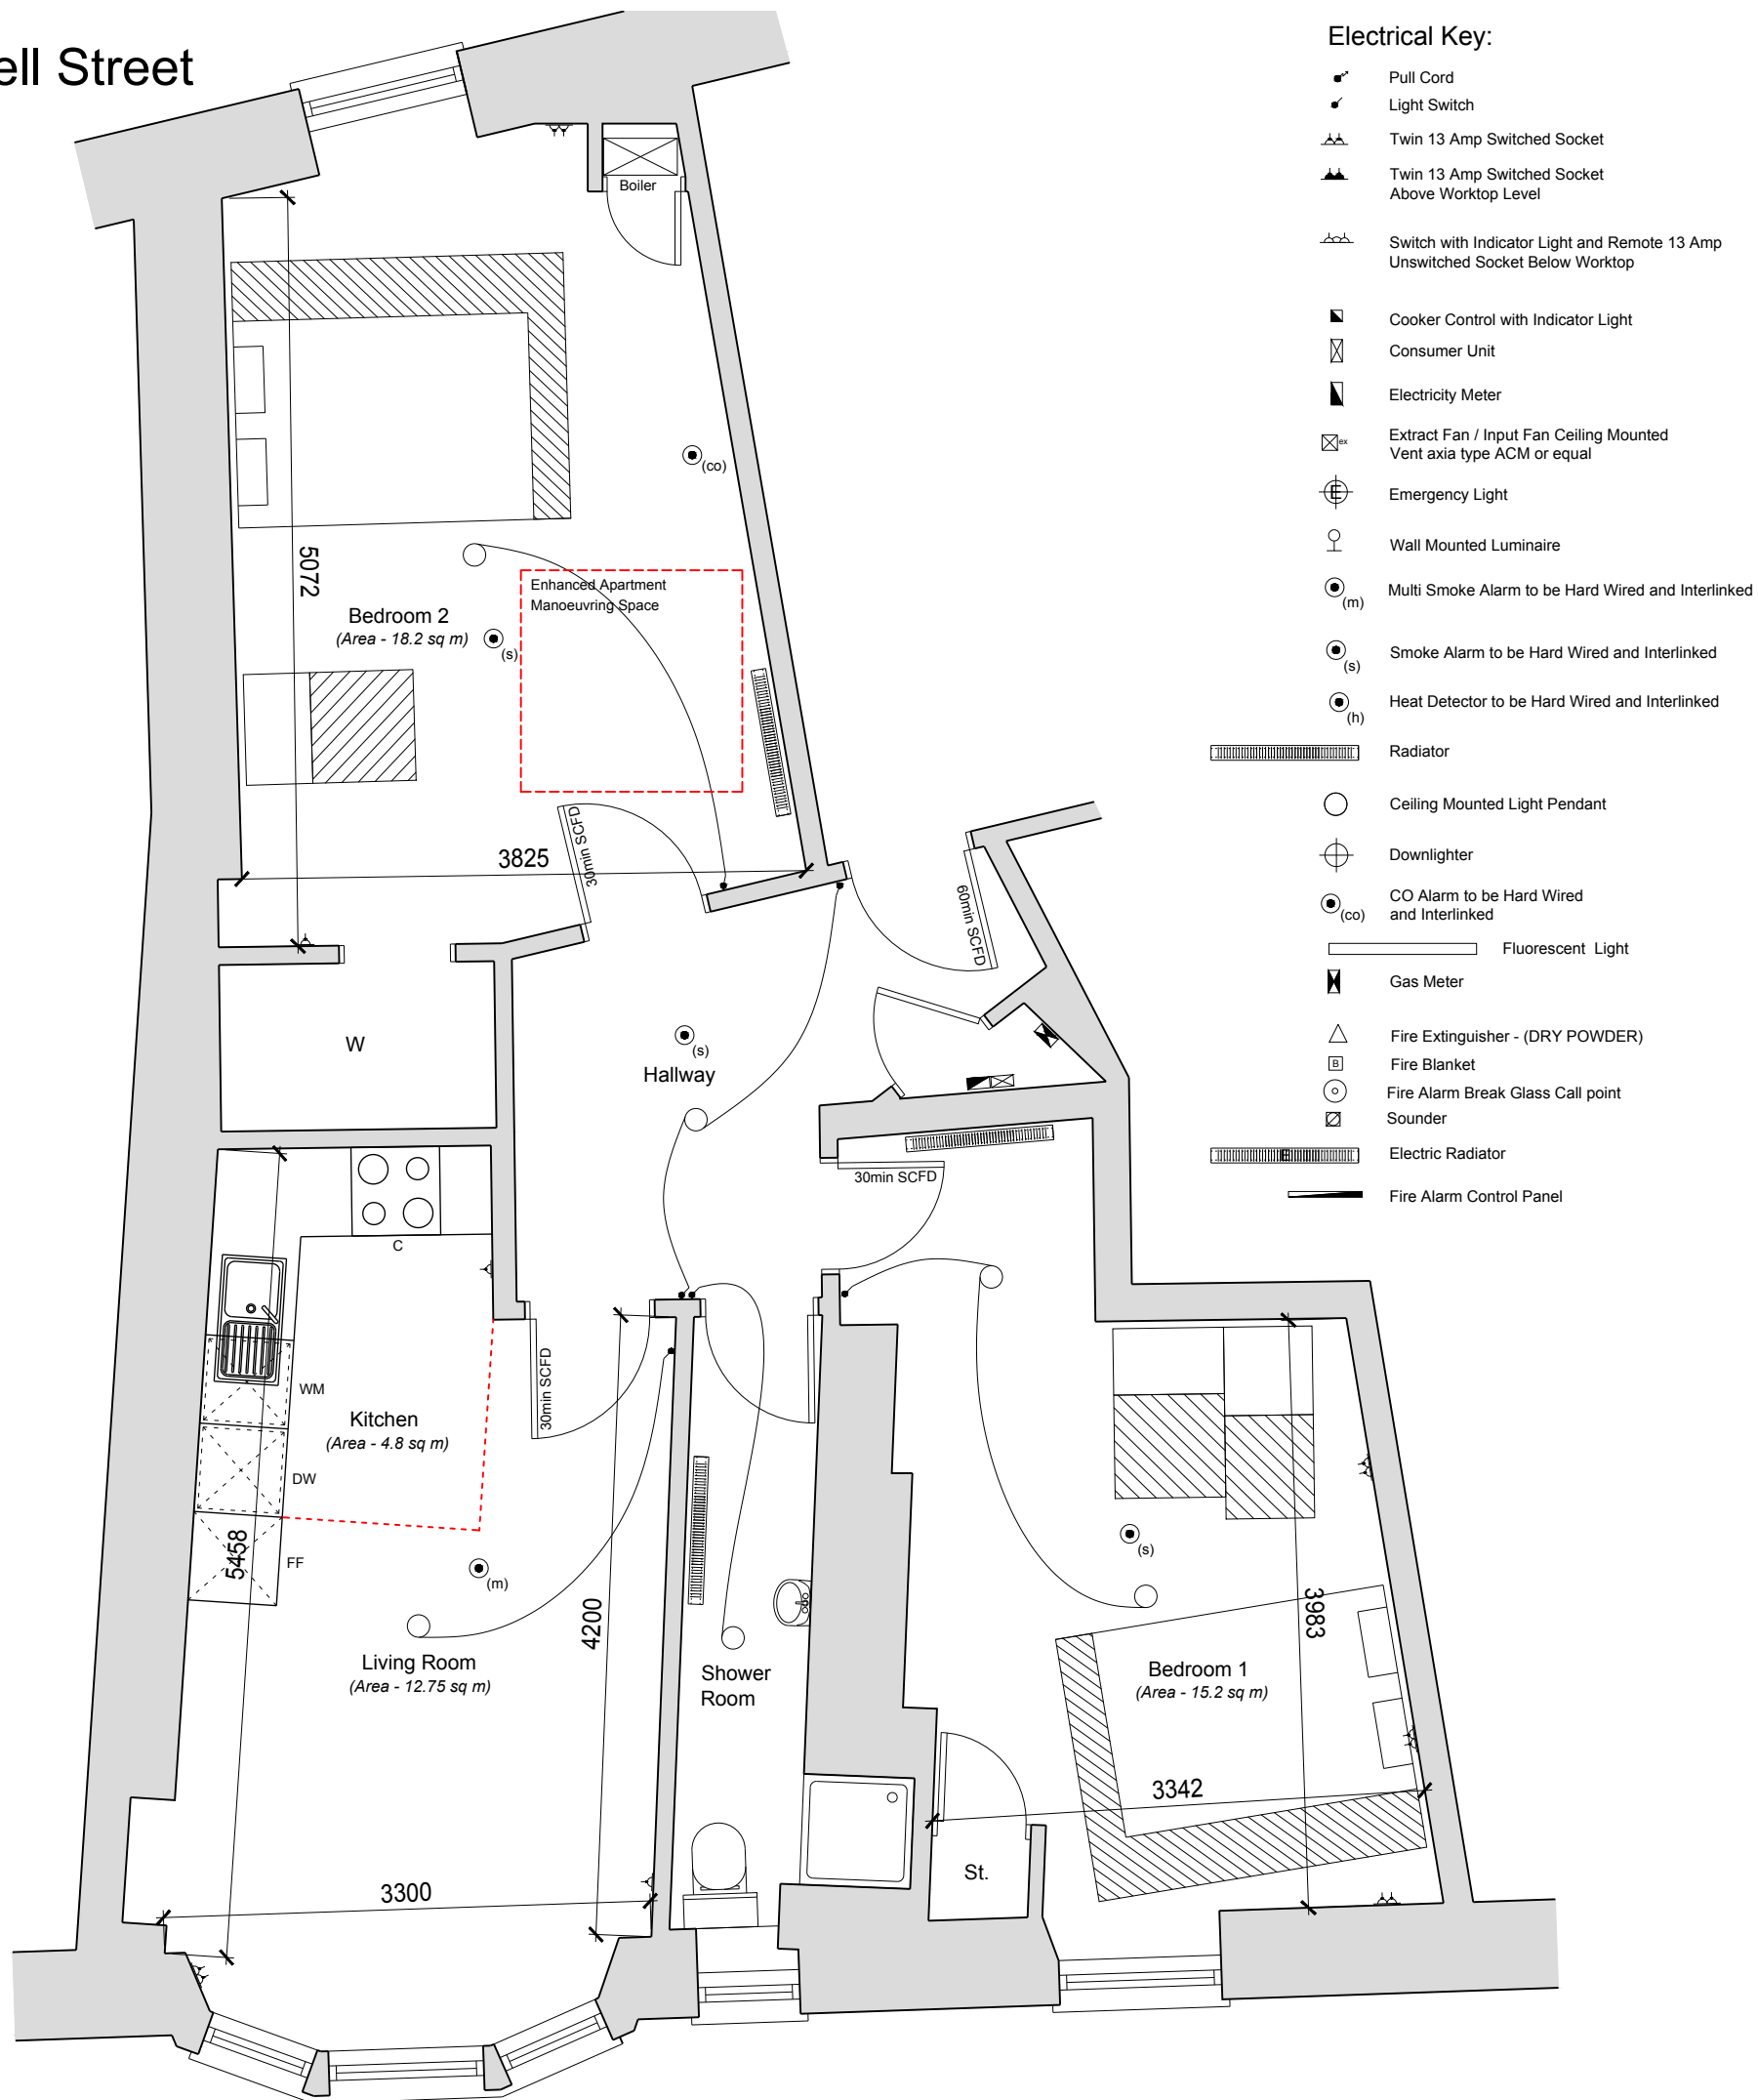 ell Street
Boiler
(co)
5072
Enhanced Apartment
Manoeuvring Space
Bedroom 2
(Area - 18.2 sq m)
(s)
30min SCFD
3825
60min SCFD
W
(s)
Hallway
30min SCFD
C
30min SCFD
WM
Kitchen
(Area - 4.8 sq m)
DW
5458
FF
(m)
4200
Living Room
(Area - 12.75 sq m)
Shower
Room
(s)
3983
Bedroom 1
(Area - 15.2 sq m)
3342
St.
3300
Electrical Key:
Pull Cord
Light Switch
Twin 13 Amp Switched Socket
Twin 13 Amp Switched Socket
Above Worktop Level
Switch with Indicator Light and Remote 13 Amp
Unswitched Socket Below Worktop
Cooker Control with Indicator Light
Consumer Unit
Electricity Meter
ex
Extract Fan / Input Fan Ceiling Mounted
Vent axia type ACM or equal
E
Emergency Light
Wall Mounted Luminaire
(m)
Multi Smoke Alarm to be Hard Wired and Interlinked
(s)
Smoke Alarm to be Hard Wired and Interlinked
(h)
Heat Detector to be Hard Wired and Interlinked
Radiator
Ceiling Mounted Light Pendant
Downlighter
(co)
CO Alarm to be Hard Wired
and Interlinked
Fluorescent Light
Gas Meter
Fire Extinguisher - (DRY POWDER)
B
Fire Blanket
Fire Alarm Break Glass Call point
Sounder
E
Electric Radiator
Fire Alarm Control Panel